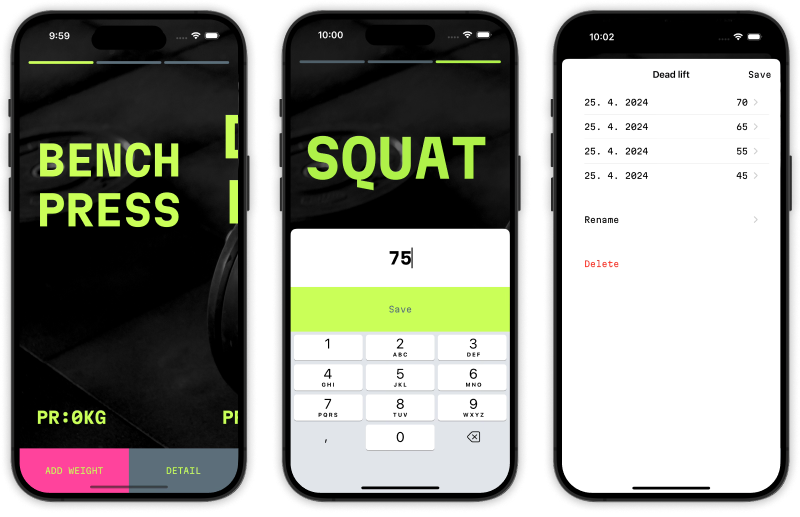 9:59
BENCH
PRESS
PR:0KG
ADD WEIGHT
DETAIL
10:00
SQUAT
75
Save
1
2
ABC
3
DEF
4
GHI
5
JKL
6
MNO
7
PQRS
8
TUV
9
WXYZ
,
0
10:02
Dead lift
Save
25. 4. 2024 70
25. 4. 2024 65
25. 4. 2024 55
25. 4. 2024 45
Rename
Delete